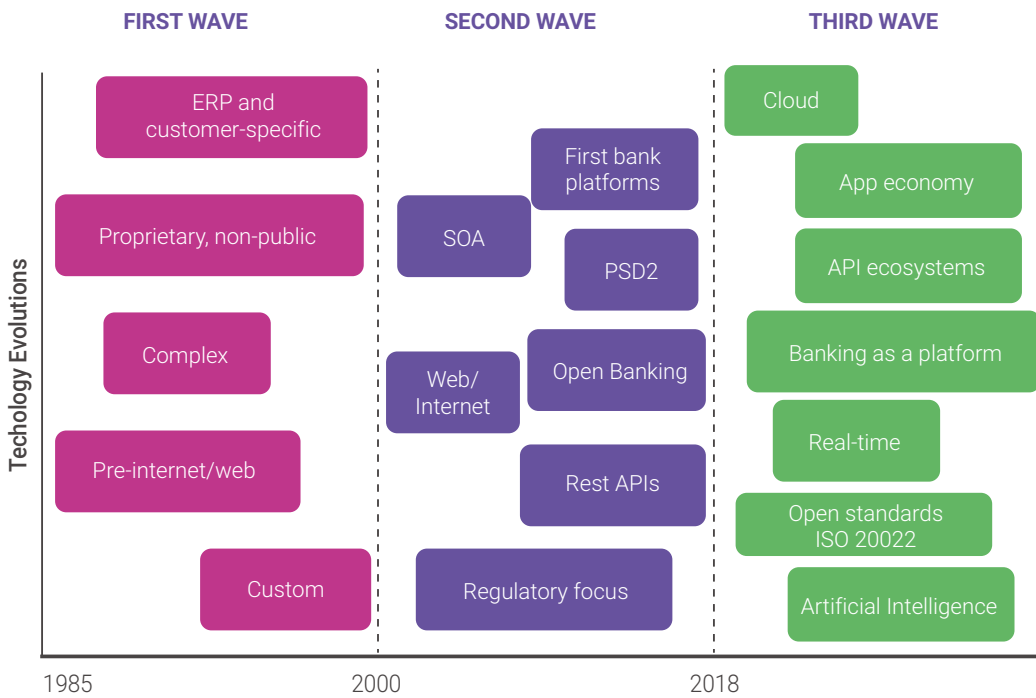 FIRST WAVE
SECOND WAVE
THIRD WAVE
Techology Evolutions
ERP and
customer-specific
Proprietary, non-public
Complex
Pre-internet/web
Custom
First bank
platforms
SOA
PSD2
Open Banking
Web/
Internet
Rest APIs
Regulatory focus
Cloud
App economy
API ecosystems
Banking as a platform
Real-time
Open standards
ISO 20022
Artificial Intelligence
1985
2000
2018